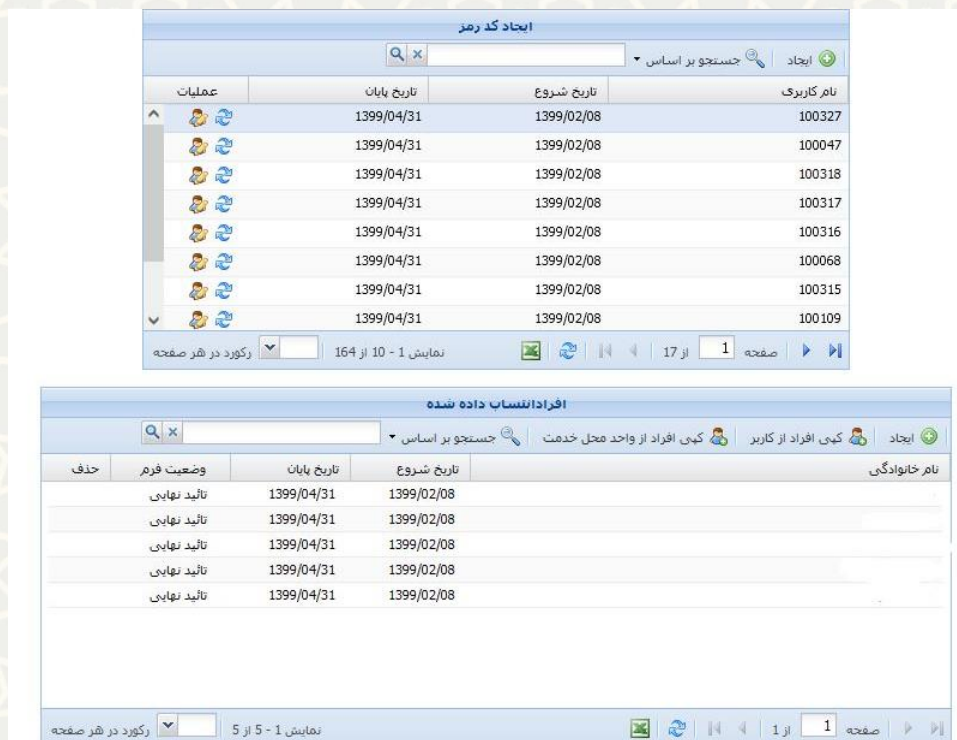 ایجاد کد رمز
ایجاد جستجو بر اساس
نام کاربری تاریخ شروع تاریخ پایان عملیات
100327 1399/02/08 1399/04/31
100047 1399/02/08 1399/04/31
100318 1399/02/08 1399/04/31
100317 1399/02/08 1399/04/31
100316 1399/02/08 1399/04/31
100068 1399/02/08 1399/04/31
100315 1399/02/08 1399/04/31
100109 1399/02/08 1399/04/31
صفحه 1 از 17 نمایش 1 - 10 از 164 رکورد در هر صفحه
افرادانتساب داده شده
ایجاد کپی افراد از کاربر کپی افراد از واحد محل خدمت جستجو بر اساس
نام خانوادگی تاریخ شروع تاریخ پایان وضعیت فرم حذف
1399/02/08 1399/04/31 تائید نهایی
1399/02/08 1399/04/31 تائید نهایی
1399/02/08 1399/04/31 تائید نهایی
1399/02/08 1399/04/31 تائید نهایی
1399/02/08 1399/04/31 تائید نهایی
صفحه 1 از 1 نمایش 1 - 5 از 5 رکورد در هر صفحه